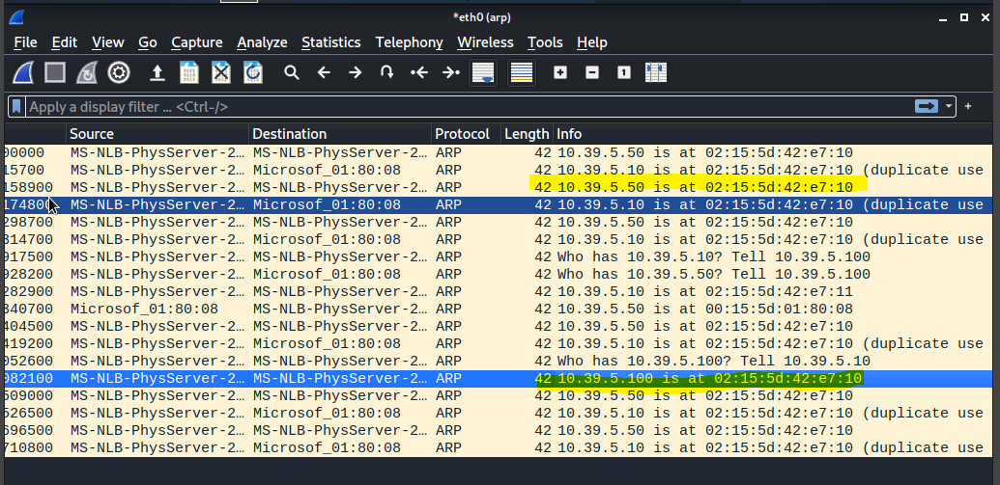 *eth0 (arp)
File Edit View Go Capture Analyze Statistics Telephony Wireless Tools Help
Apply a display filter ... <Ctrl-/>
Source Destination Protocol Length Info
00000 MS-NLB-PhysServer-2… MS-NLB-PhysServer-2… ARP 42 10.39.5.50 is at 02:15:5d:42:e7:10
15700 MS-NLB-PhysServer-2… Microsof_01:80:08 ARP 42 10.39.5.10 is at 02:15:5d:42:e7:10 (duplicate use
158900 MS-NLB-PhysServer-2… MS-NLB-PhysServer-2… ARP 42 10.39.5.50 is at 02:15:5d:42:e7:10
174800 MS-NLB-PhysServer-2… Microsof_01:80:08 ARP 42 10.39.5.10 is at 02:15:5d:42:e7:10 (duplicate use
298700 MS-NLB-PhysServer-2… MS-NLB-PhysServer-2… ARP 42 10.39.5.50 is at 02:15:5d:42:e7:10
314700 MS-NLB-PhysServer-2… Microsof_01:80:08 ARP 42 10.39.5.10 is at 02:15:5d:42:e7:10 (duplicate use
917500 MS-NLB-PhysServer-2… MS-NLB-PhysServer-2… ARP 42 Who has 10.39.5.10? Tell 10.39.5.100
928200 MS-NLB-PhysServer-2… Microsof_01:80:08 ARP 42 Who has 10.39.5.50? Tell 10.39.5.100
282900 MS-NLB-PhysServer-2… MS-NLB-PhysServer-2… ARP 42 10.39.5.10 is at 02:15:5d:42:e7:11
340700 Microsof_01:80:08 MS-NLB-PhysServer-2… ARP 42 10.39.5.50 is at 00:15:5d:01:80:08
404500 MS-NLB-PhysServer-2… MS-NLB-PhysServer-2… ARP 42 10.39.5.50 is at 02:15:5d:42:e7:10
419200 MS-NLB-PhysServer-2… Microsof_01:80:08 ARP 42 10.39.5.10 is at 02:15:5d:42:e7:10 (duplicate use
052600 MS-NLB-PhysServer-2… MS-NLB-PhysServer-2… ARP 42 Who has 10.39.5.100? Tell 10.39.5.10
082100 MS-NLB-PhysServer-2… MS-NLB-PhysServer-2… ARP 42 10.39.5.100 is at 02:15:5d:42:e7:10
509000 MS-NLB-PhysServer-2… MS-NLB-PhysServer-2… ARP 42 10.39.5.50 is at 02:15:5d:42:e7:10
526500 MS-NLB-PhysServer-2… Microsof_01:80:08 ARP 42 10.39.5.10 is at 02:15:5d:42:e7:10 (duplicate use
696500 MS-NLB-PhysServer-2… MS-NLB-PhysServer-2… ARP 42 10.39.5.50 is at 02:15:5d:42:e7:10
710800 MS-NLB-PhysServer-2… Microsof_01:80:08 ARP 42 10.39.5.10 is at 02:15:5d:42:e7:10 (duplicate use